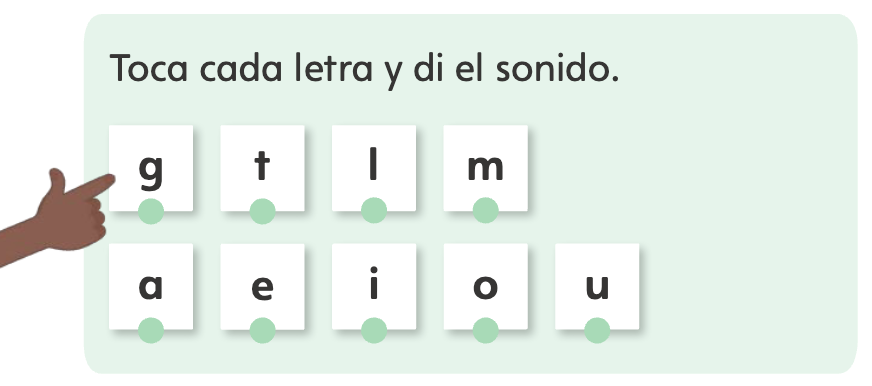 Toca cada letra y di el sonido.
g t l m
a e i o u